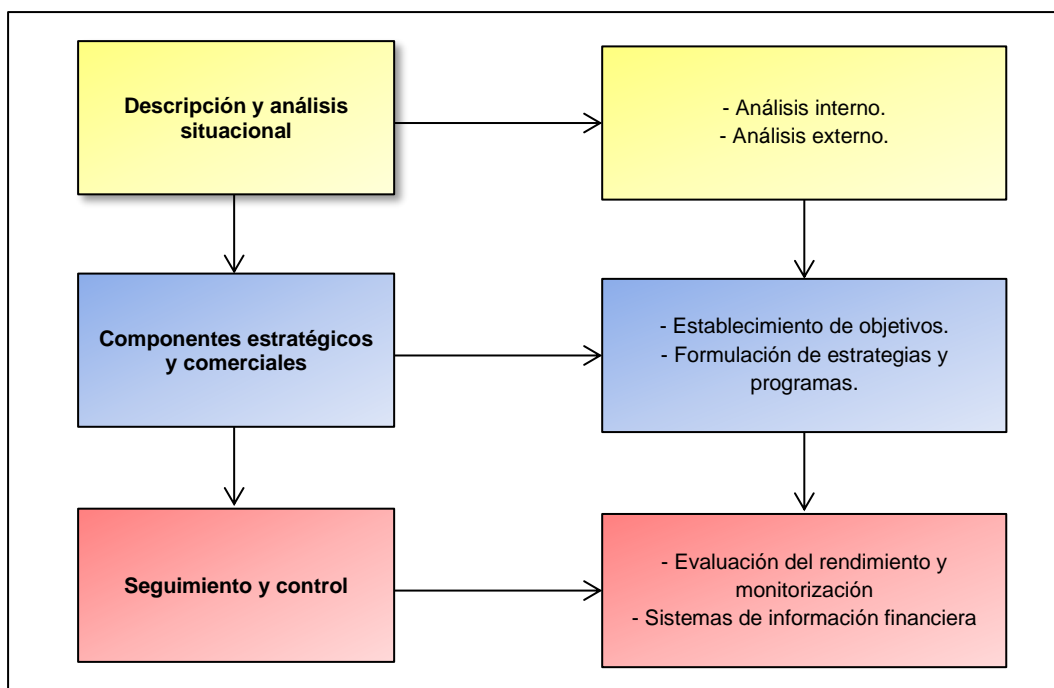 Descripción y análisis
situacional
- Análisis interno.
- Análisis externo.
Componentes estratégicos
y comerciales
- Establecimiento de objetivos.
- Formulación de estrategias y
programas.
Seguimiento y control
- Evaluación del rendimiento y
monitorización
- Sistemas de información financiera